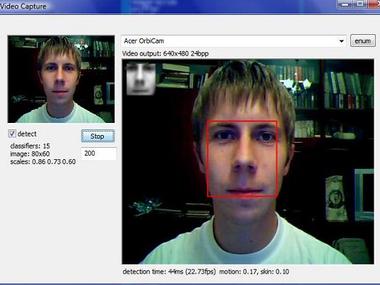 Video Capture
Acer OrbiCam
enum
Video output: 640x480 24bpp
detect
Stop
classifiers: 15
image: 80x60
200
scales: 0.86 0.73 0.60
detection time: 44ms (22.73fps) motion: 0.17, skin: 0.10